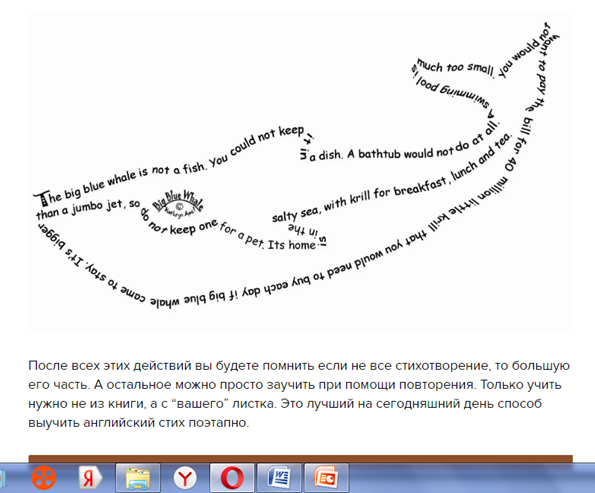 The big blue whale is not a fish. You could not keep
it in a dish. A bathtub would not do at all.
A swimming pool is
much too small. You would not
want to pay the bill for 40 million little krill that you would need to buy each day if big blue whale came to stay. It's bigger
than a jumbo jet, so
do not keep one for a pet. Its home is
in the
salty sea, with krill for breakfast, lunch and tea.
Big Blue Whale
©
Kathryn Apel
После всех этих действий вы будете помнить если не все стихотворение, то большую
его часть. А остальное можно просто заучить при помощи повторения. Только учить
нужно не из книги, а с “вашего” листка. Это лучший на сегодняшний день способ
выучить английский стих поэтапно.
Я
Y
W
P